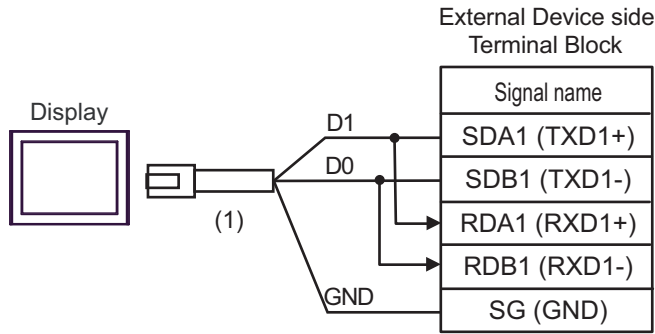 External Device side
Terminal Block
Signal name
Display
D1
SDA1 (TXD1+)
D0
SDB1 (TXD1-)
(1)
RDA1 (RXD1+)
RDB1 (RXD1-)
GND
SG (GND)